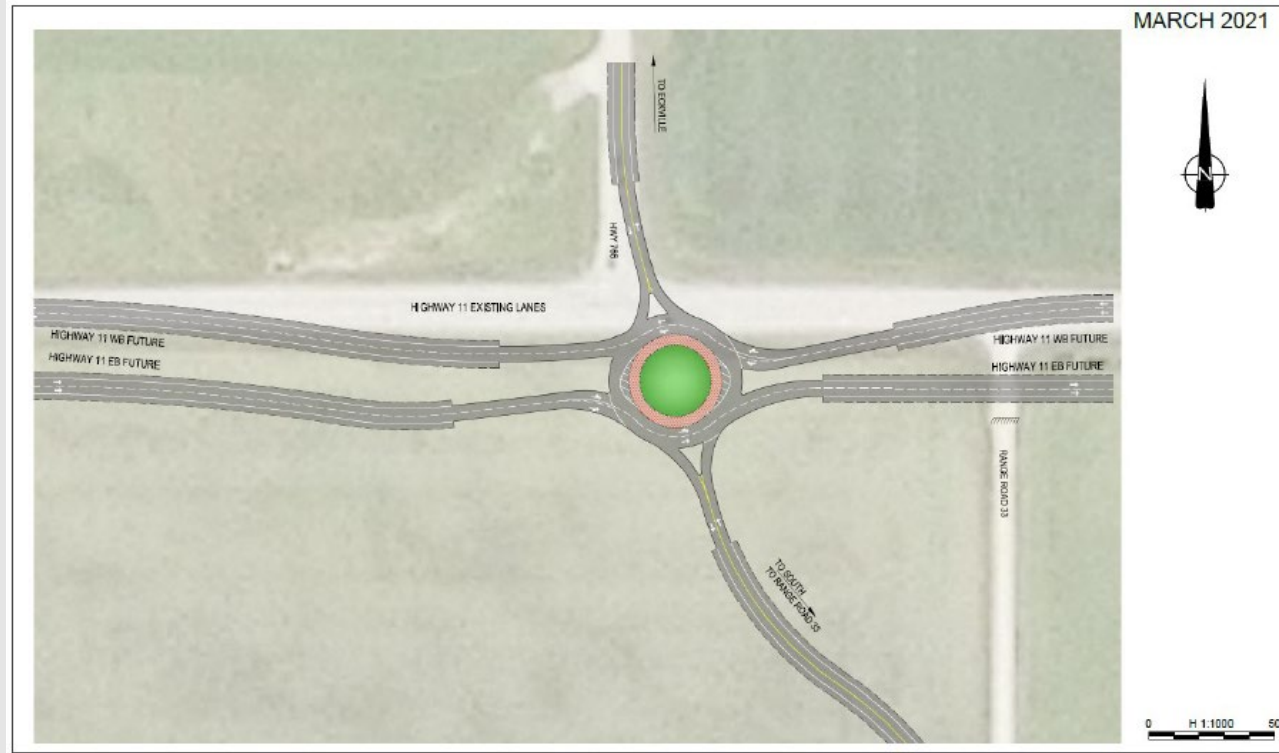 MARCH 2021
TO ECKVILLE
N
HWY 766
HIGHWAY 11 EXISTING LANES
HIGHWAY 11 WB FUTURE
HIGHWAY 11 EB FUTURE
HIGHWAY 11 WB FUTURE
HIGHWAY 11 EB FUTURE
RANGE ROAD 33
TO SOUTH
TO RANGE ROAD 33
0 H 1:1000 50